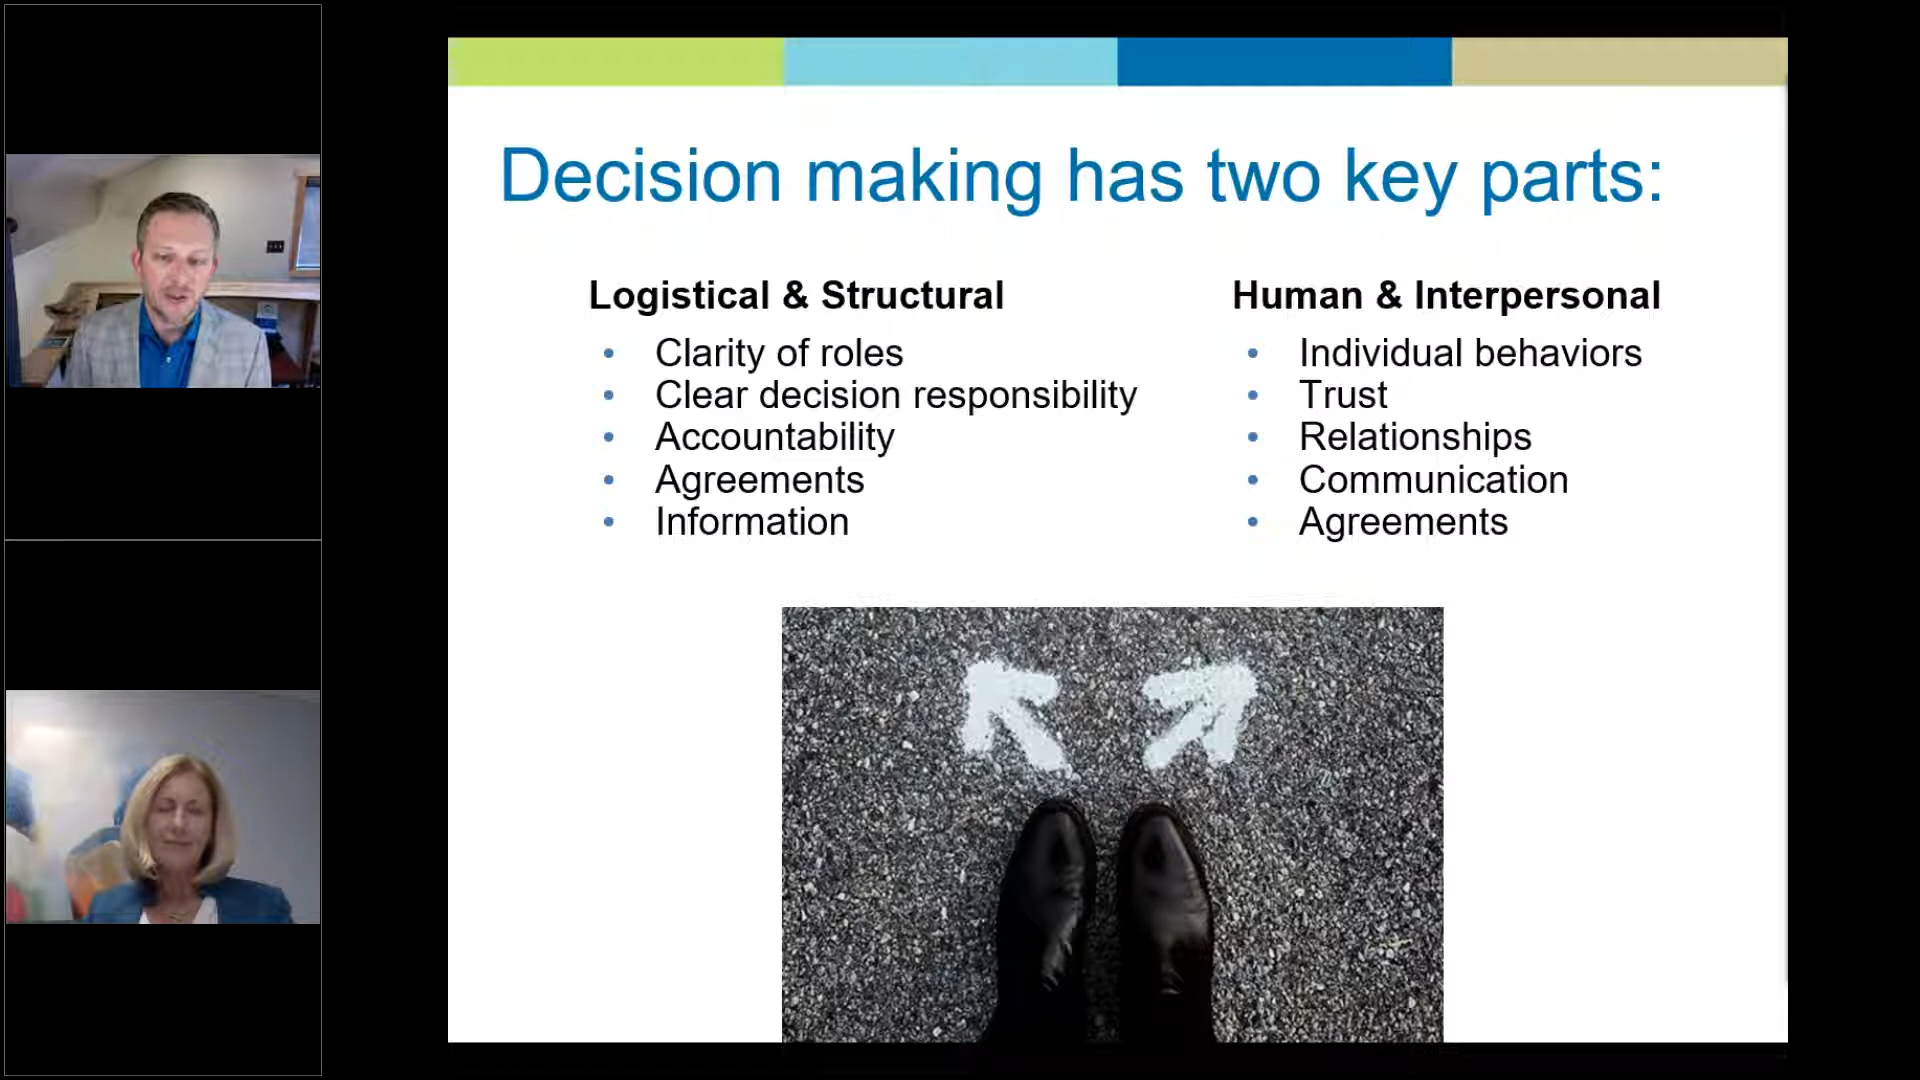 Decision making has two key parts:
Logistical & Structural
• Clarity of roles
• Clear decision responsibility
• Accountability
• Agreements
• Information
Human & Interpersonal
• Individual behaviors
• Trust
• Relationships
• Communication
• Agreements